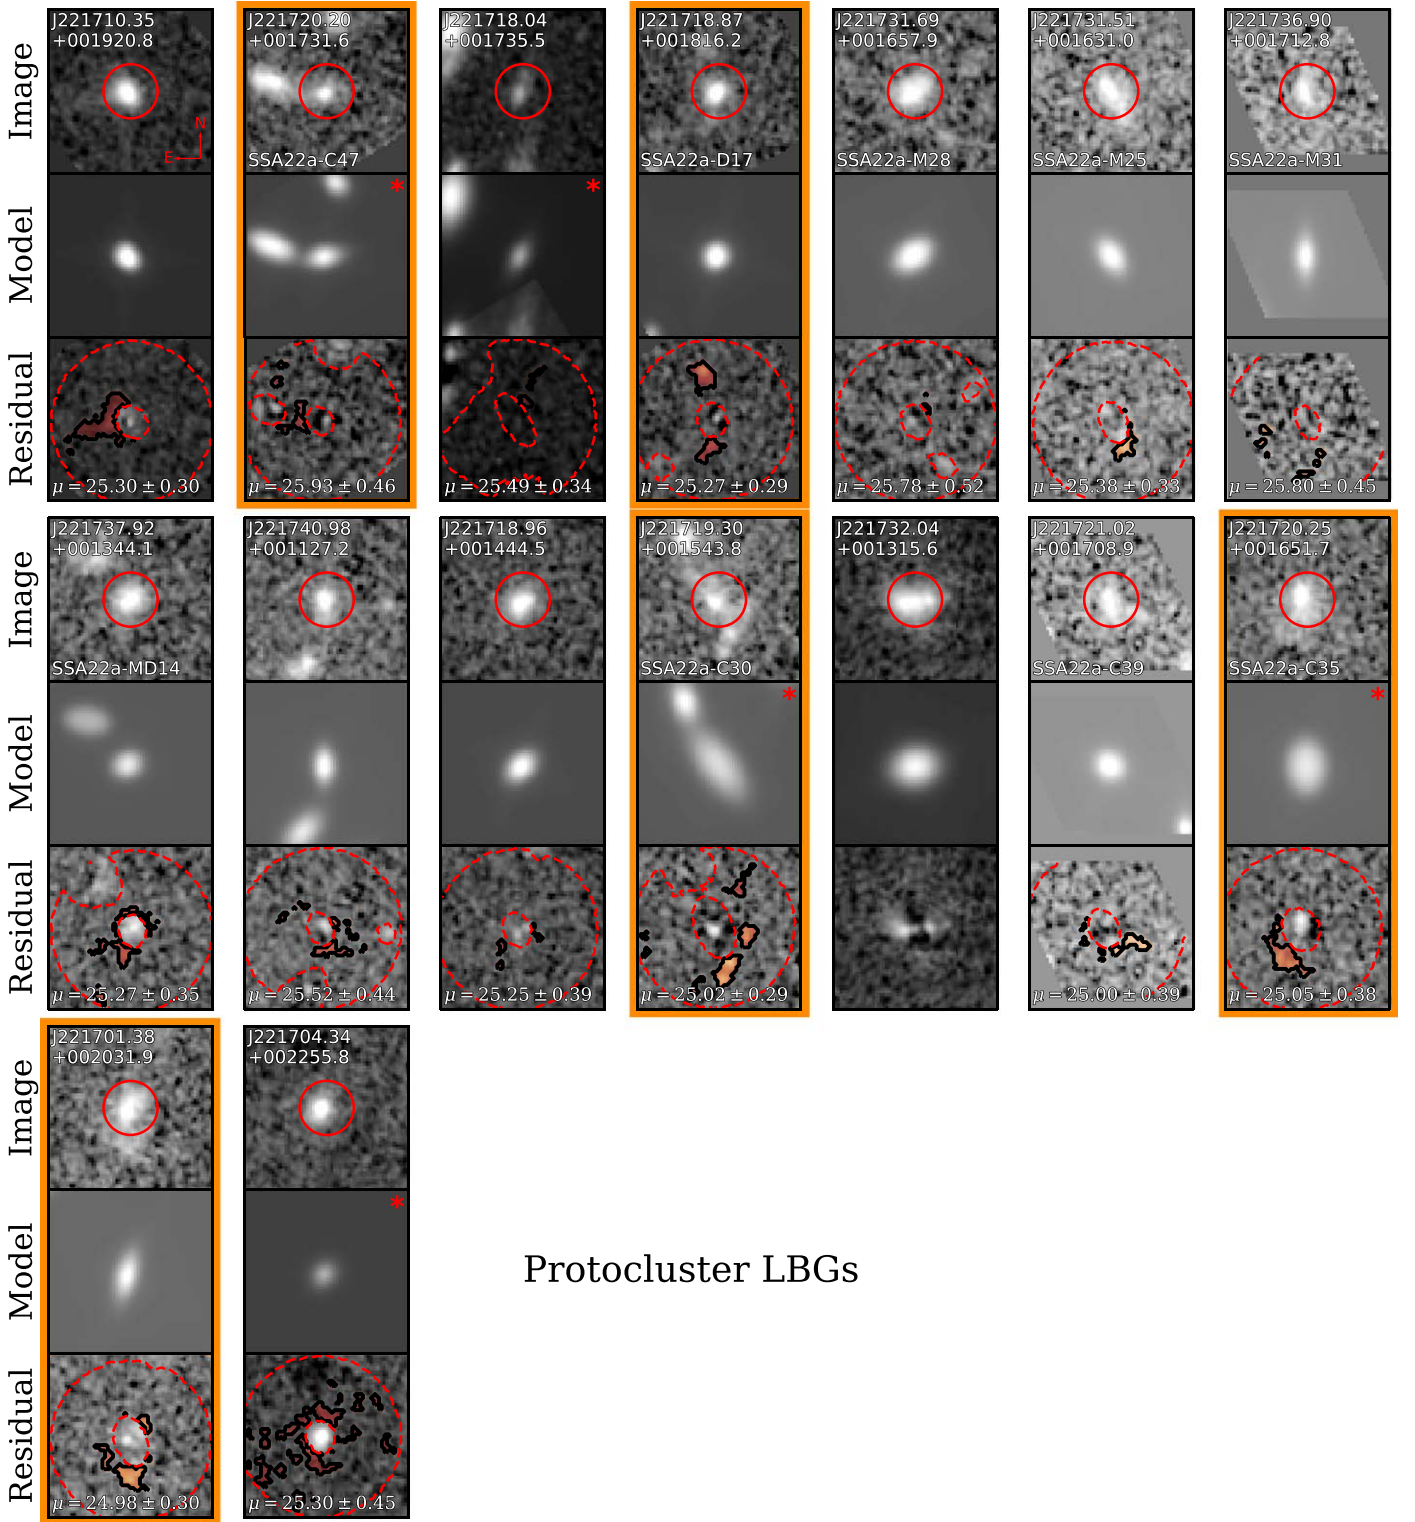 Image
J221710.35
+001920.8
N
E
J221720.20
+001731.6
SSA22a-C47
J221718.04
+001735.5
J221718.87
+001816.2
SSA22a-D17
J221731.69
+001657.9
SSA22a-M28
J221731.51
+001631.0
SSA22a-M25
J221736.90
+001712.8
SSA22a-M31
Model
*
*
Residual
μ = 25.30 ± 0.30
μ = 25.93 ± 0.46
μ = 25.49 ± 0.34
μ = 25.27 ± 0.29
μ = 25.78 ± 0.52
μ = 25.38 ± 0.33
μ = 25.80 ± 0.45
Image
J221737.92
+001344.1
SSA22a-MD14
J221740.98
+001127.2
J221718.96
+001444.5
J221719.30
+001543.8
SSA22a-C30
J221732.04
+001315.6
J221721.02
+001708.9
SSA22a-C39
J221720.25
+001651.7
SSA22a-C35
Model
*
*
Residual
μ = 25.27 ± 0.35
μ = 25.52 ± 0.44
μ = 25.25 ± 0.39
μ = 25.02 ± 0.29
μ = 25.00 ± 0.39
μ = 25.05 ± 0.38
Image
J221701.38
+002031.9
J221704.34
+002255.8
Model
*
Protocluster LBGs
Residual
μ = 24.98 ± 0.30
μ = 25.30 ± 0.45